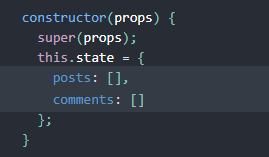 constructor(props) {
super(props);
this.state = {
posts: [],
comments: []
};
}